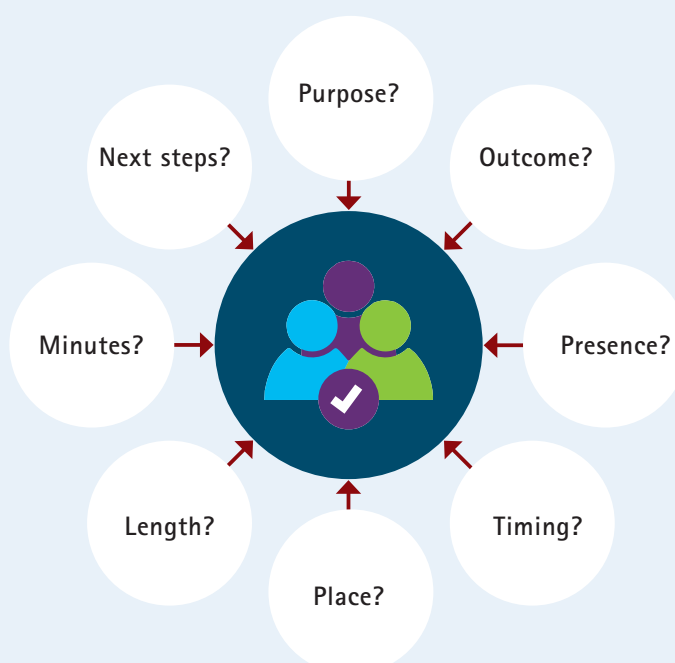 Purpose?
Outcome?
Presence?
Timing?
Place?
Length?
Minutes?
Next steps?